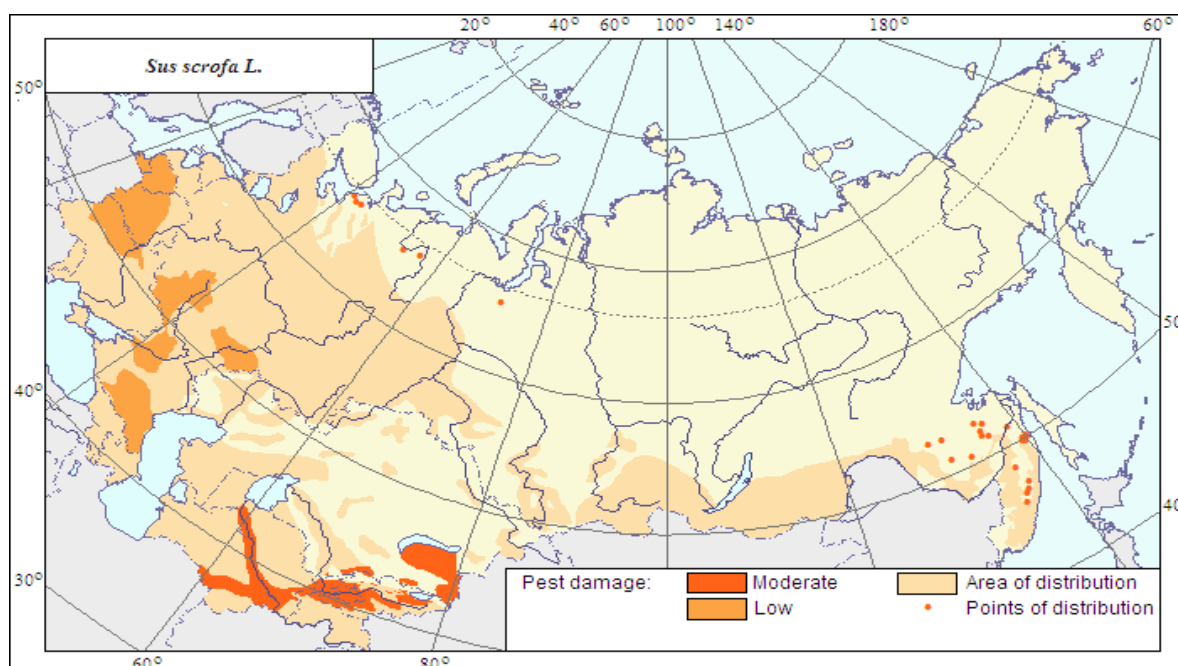 20° 40° 60° 100° 140° 180° 60°
Sus scrofa L.
50°
50°
40°
40°
30°
Pest damage: Moderate Area of distribution
Low Points of distribution
60° 80°